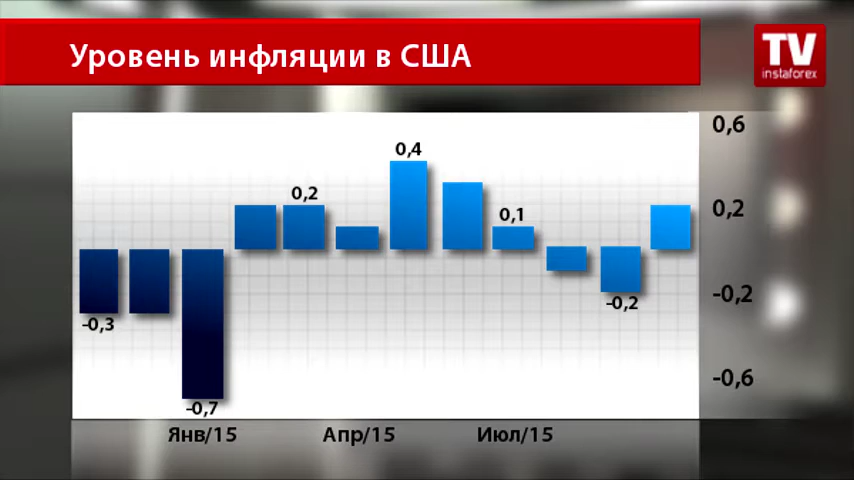 Уровень инфляции в США
TV
instaforex
0,6
0,4
0,2
0,2
0,1
-0,2
-0,3
-0,2
-0,6
-0,7
Янв/15
Апр/15
Июл/15